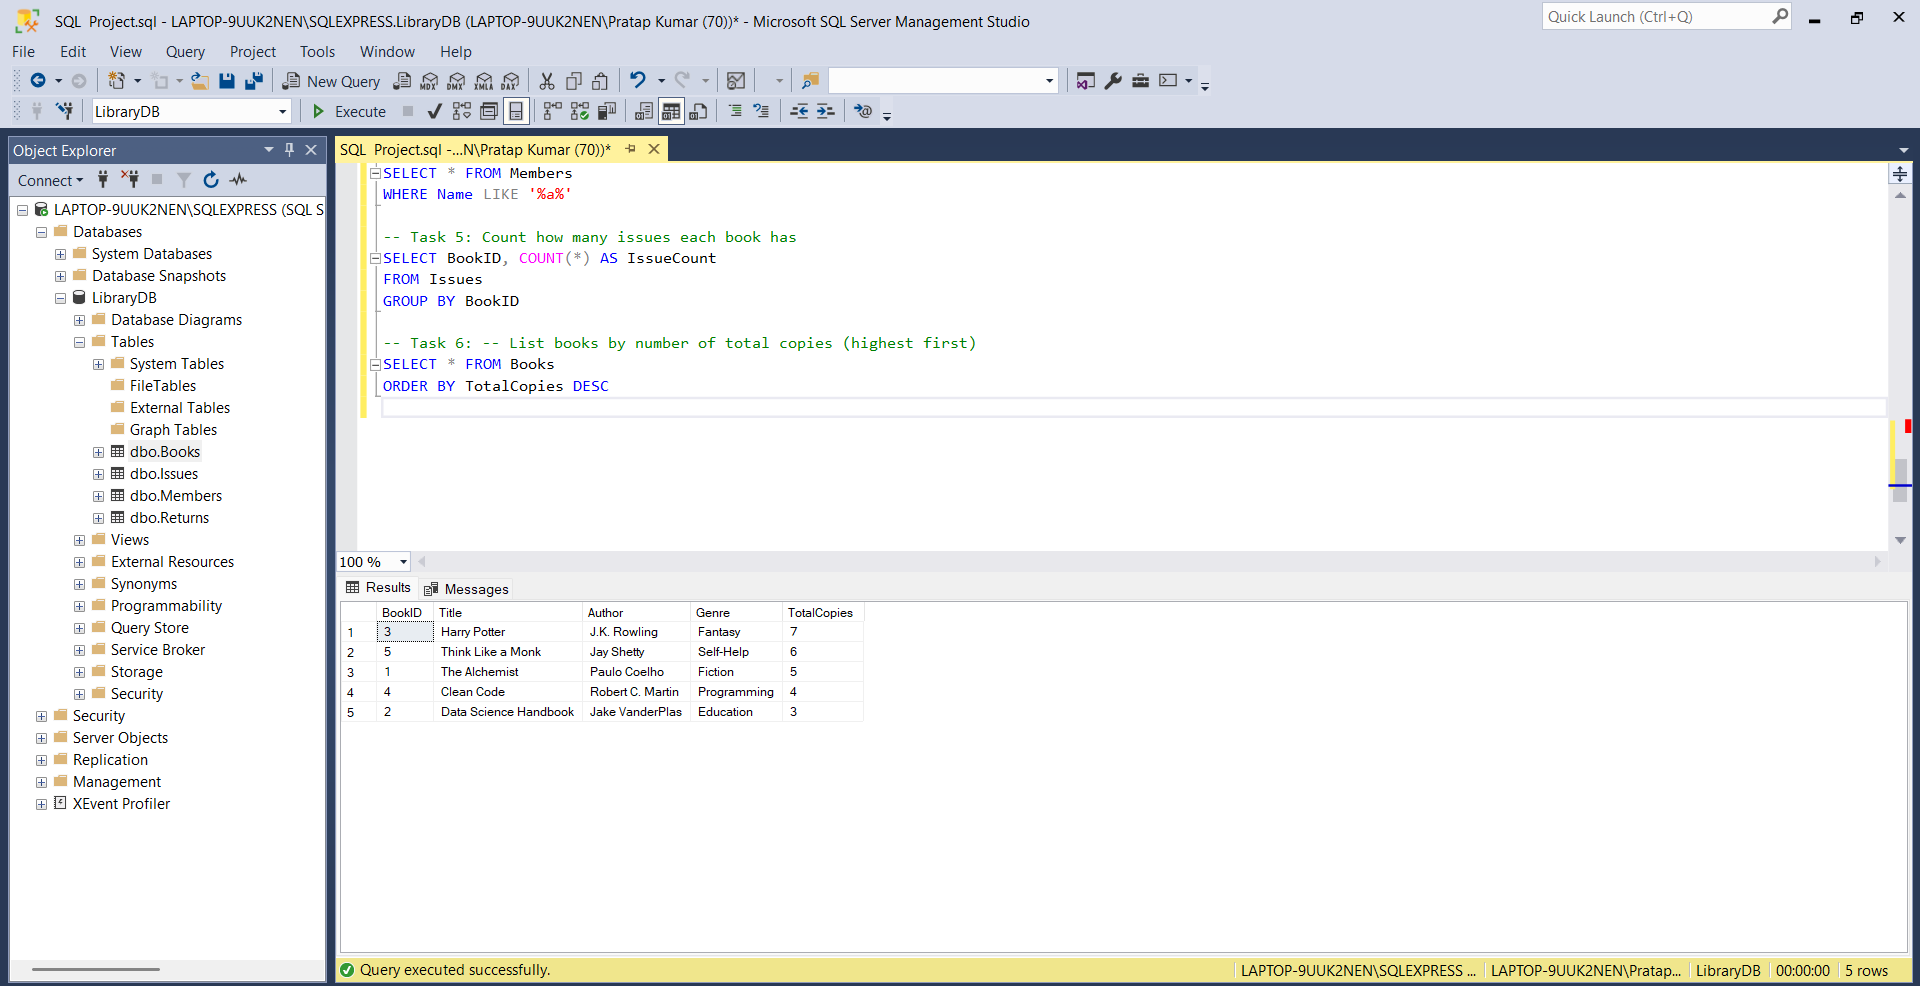 SQL Project.sql - LAPTOP-9UUK2NEN\SQLEXPRESS.LibraryDB (LAPTOP-9UUK2NEN\Pratap Kumar (70))* - Microsoft SQL Server Management Studio
Quick Launch (Ctrl+Q)
File Edit View Query Project Tools Window Help
New Query MDX DMX XMLA DAX
LibraryDB Execute
Object Explorer
Connect
LAPTOP-9UUK2NEN\SQLEXPRESS (SQL S
Databases
System Databases
Database Snapshots
LibraryDB
Database Diagrams
Tables
System Tables
FileTables
External Tables
Graph Tables
dbo.Books
dbo.Issues
dbo.Members
dbo.Returns
Views
External Resources
Synonyms
Programmability
Query Store
Service Broker
Storage
Security
Security
Server Objects
Replication
Management
XEvent Profiler
SQL Project.sql -...N\Pratap Kumar (70))*
SELECT * FROM Members
WHERE Name LIKE '%a%'
-- Task 5: Count how many issues each book has
SELECT BookID, COUNT(*) AS IssueCount
FROM Issues
GROUP BY BookID
-- Task 6: -- List books by number of total copies (highest first)
SELECT * FROM Books
ORDER BY TotalCopies DESC
100 %
Results Messages
BookID Title Author Genre TotalCopies
1 3 Harry Potter J.K. Rowling Fantasy 7
2 5 Think Like a Monk Jay Shetty Self-Help 6
3 1 The Alchemist Paulo Coelho Fiction 5
4 4 Clean Code Robert C. Martin Programming 4
5 2 Data Science Handbook Jake VanderPlas Education 3
Query executed successfully.
LAPTOP-9UUK2NEN\SQLEXPRESS ... LAPTOP-9UUK2NEN\Pratap... LibraryDB 00:00:00 5 rows